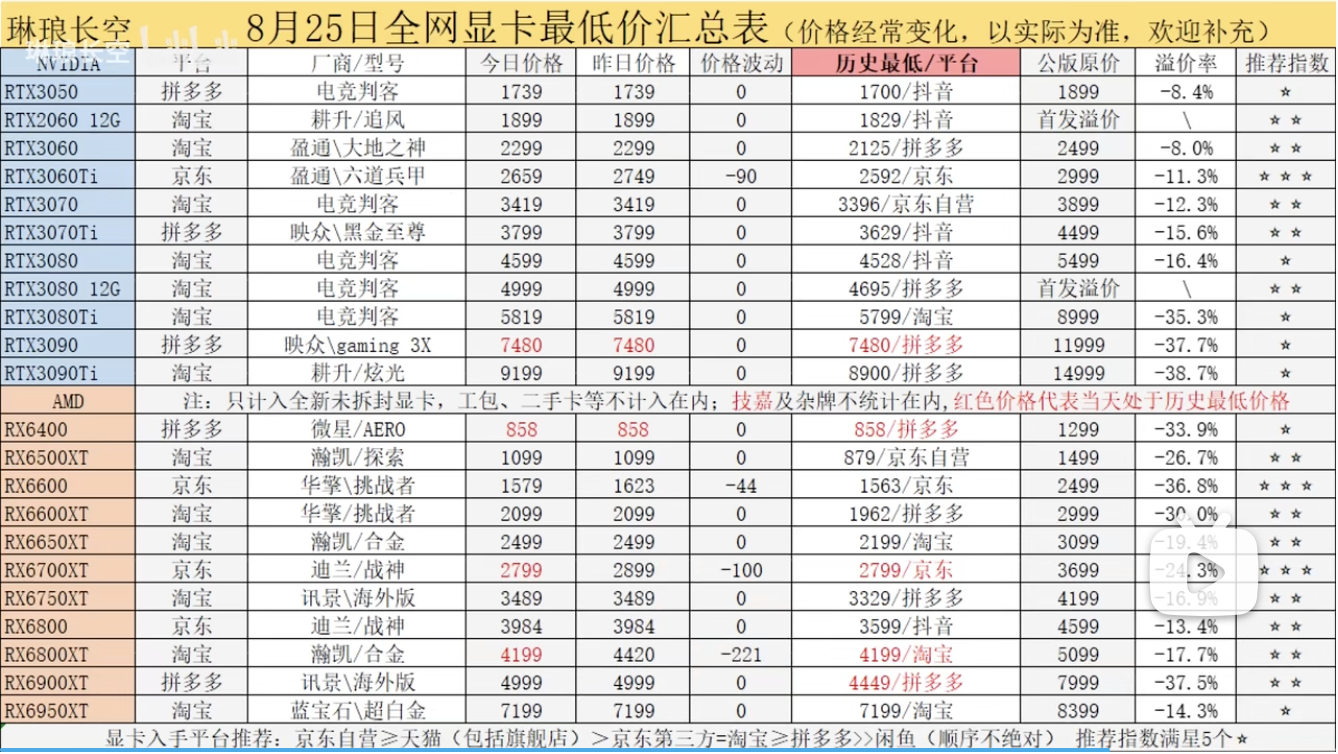 琳琅长空 8月25日全网显卡最低价汇总表（价格经常变化，以实际为准，欢迎补充）
琳琅长空
NVIDIA 平台 厂商/型号 今日价格 昨日价格 价格波动 历史最低/平台 公版原价 溢价率 推荐指数
RTX3050 拼多多 电竞判客 1739 1739 0 1700/抖音 1899 -8.4% ☆
RTX2060 12G 淘宝 耕升/追风 1899 1899 0 1829/抖音 首发溢价 \ ☆ ☆
RTX3060 淘宝 盈通\大地之神 2299 2299 0 2125/拼多多 2499 -8.0% ☆ ☆
RTX3060Ti 京东 盈通\六道兵甲 2659 2749 -90 2592/京东 2999 -11.3% ☆ ☆ ☆
RTX3070 淘宝 电竞判客 3419 3419 0 3396/京东自营 3899 -12.3% ☆ ☆
RTX3070Ti 拼多多 映众\黑金至尊 3799 3799 0 3629/抖音 4499 -15.6% ☆ ☆
RTX3080 淘宝 电竞判客 4599 4599 0 4528/抖音 5499 -16.4% ☆
RTX3080 12G 淘宝 电竞判客 4999 4999 0 4695/拼多多 首发溢价 \ ☆ ☆
RTX3080Ti 淘宝 电竞判客 5819 5819 0 5799/淘宝 8999 -35.3% ☆
RTX3090 拼多多 映众\gaming 3X 7480 7480 0 7480/拼多多 11999 -37.7% ☆
RTX3090Ti 淘宝 耕升/炫光 9199 9199 0 8900/拼多多 14999 -38.7% ☆
AMD 注：只计入全新未拆封显卡，工包、二手卡等不计入在内；技嘉及杂牌不统计在内,红色价格代表当天处于历史最低价格
RX6400 拼多多 微星/AERO 858 858 0 858/拼多多 1299 -33.9% ☆
RX6500XT 淘宝 瀚凯/探索 1099 1099 0 879/京东自营 1499 -26.7% ☆ ☆
RX6600 京东 华擎\挑战者 1579 1623 -44 1563/京东 2499 -36.8% ☆ ☆ ☆
RX6600XT 淘宝 华擎/挑战者 2099 2099 0 1962/拼多多 2999 -30.0% ☆ ☆
RX6650XT 淘宝 瀚凯/合金 2499 2499 0 2199/淘宝 3099 -19.4% ☆ ☆
RX6700XT 京东 迪兰/战神 2799 2899 -100 2799/京东 3699 -24.3% ☆ ☆ ☆
RX6750XT 淘宝 讯景\海外版 3489 3489 0 3329/拼多多 4199 -16.9% ☆ ☆
RX6800 京东 迪兰/战神 3984 3984 0 3599/抖音 4599 -13.4% ☆ ☆
RX6800XT 淘宝 瀚凯/合金 4199 4420 -221 4199/淘宝 5099 -17.7% ☆ ☆
RX6900XT 拼多多 讯景\海外版 4999 4999 0 4449/拼多多 7999 -37.5% ☆ ☆
RX6950XT 淘宝 蓝宝石\超白金 7199 7199 0 7199/淘宝 8399 -14.3% ☆
显卡入手平台推荐：京东自营≥天猫（包括旗舰店）＞京东第三方=淘宝≥拼多多>>闲鱼（顺序不绝对） 推荐指数满星5个☆